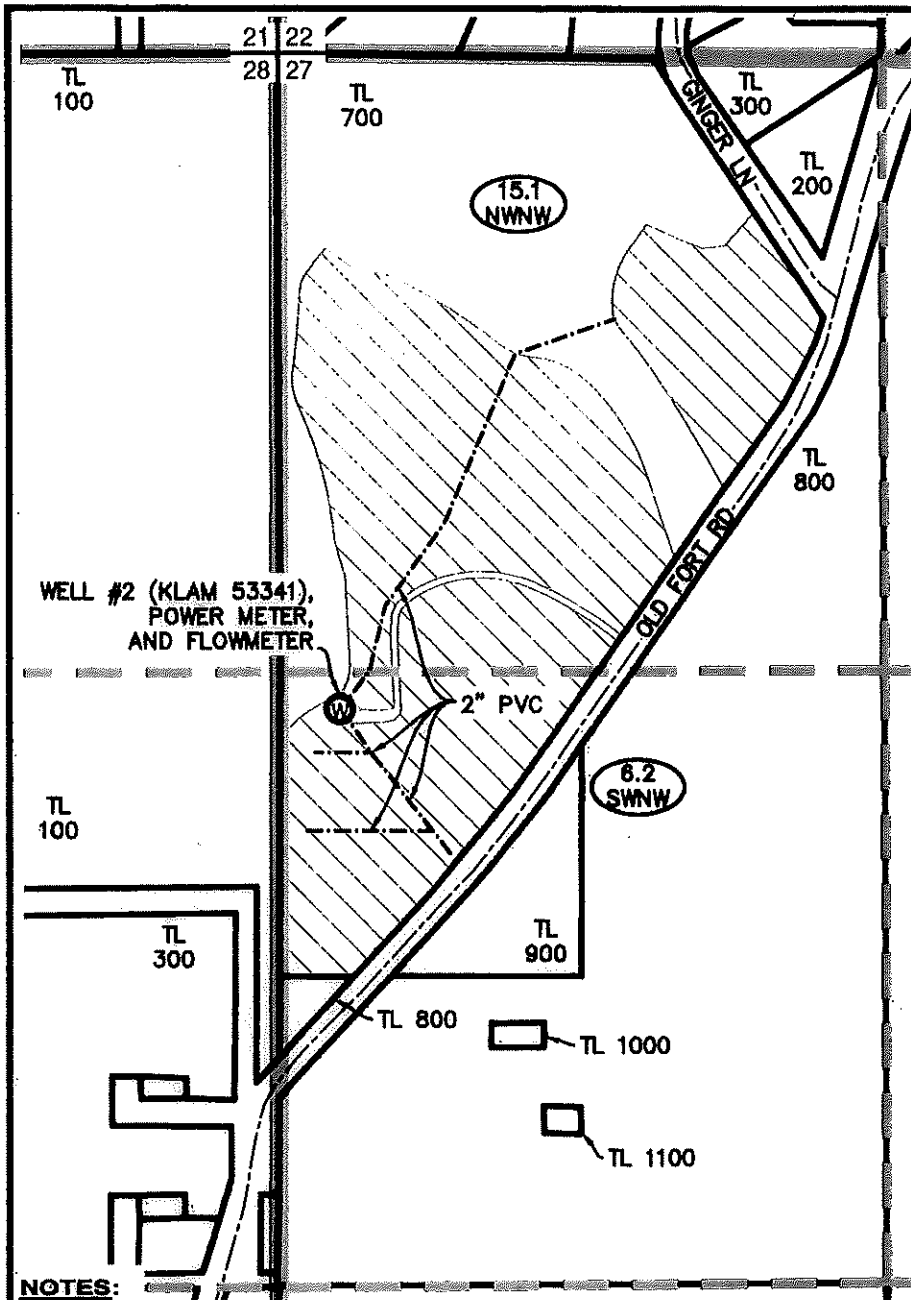 21 22
28 27
TL
100
TL
700
GINGER LN
TL
300
TL
200
15.1
NWNW
TL
800
OLD FORT RD
WELL #2 (KLAM 53341),
POWER METER,
AND FLOWMETER
W
2" PVC
6.2
SWNW
TL
100
TL
300
TL
900
TL 800
TL 1000
TL 1100
NOTES: